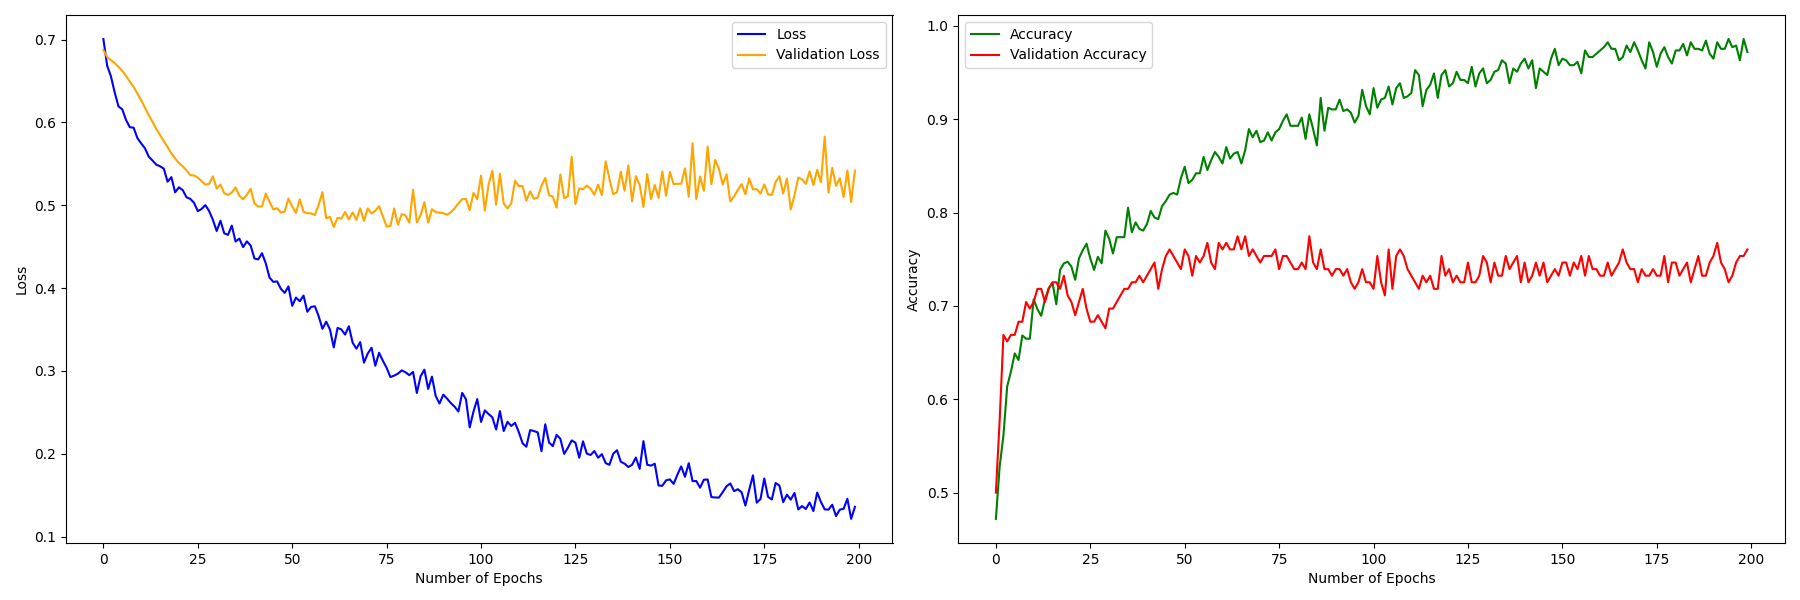 0.7
0.6
0.5
0.4
0.3
0.2
0.1
Loss
Loss
Validation Loss
0 25 50 75 100 125 150 175 200
Number of Epochs
1.0
0.9
0.8
0.7
0.6
0.5
Accuracy
Accuracy
Validation Accuracy
0 25 50 75 100 125 150 175 200
Number of Epochs